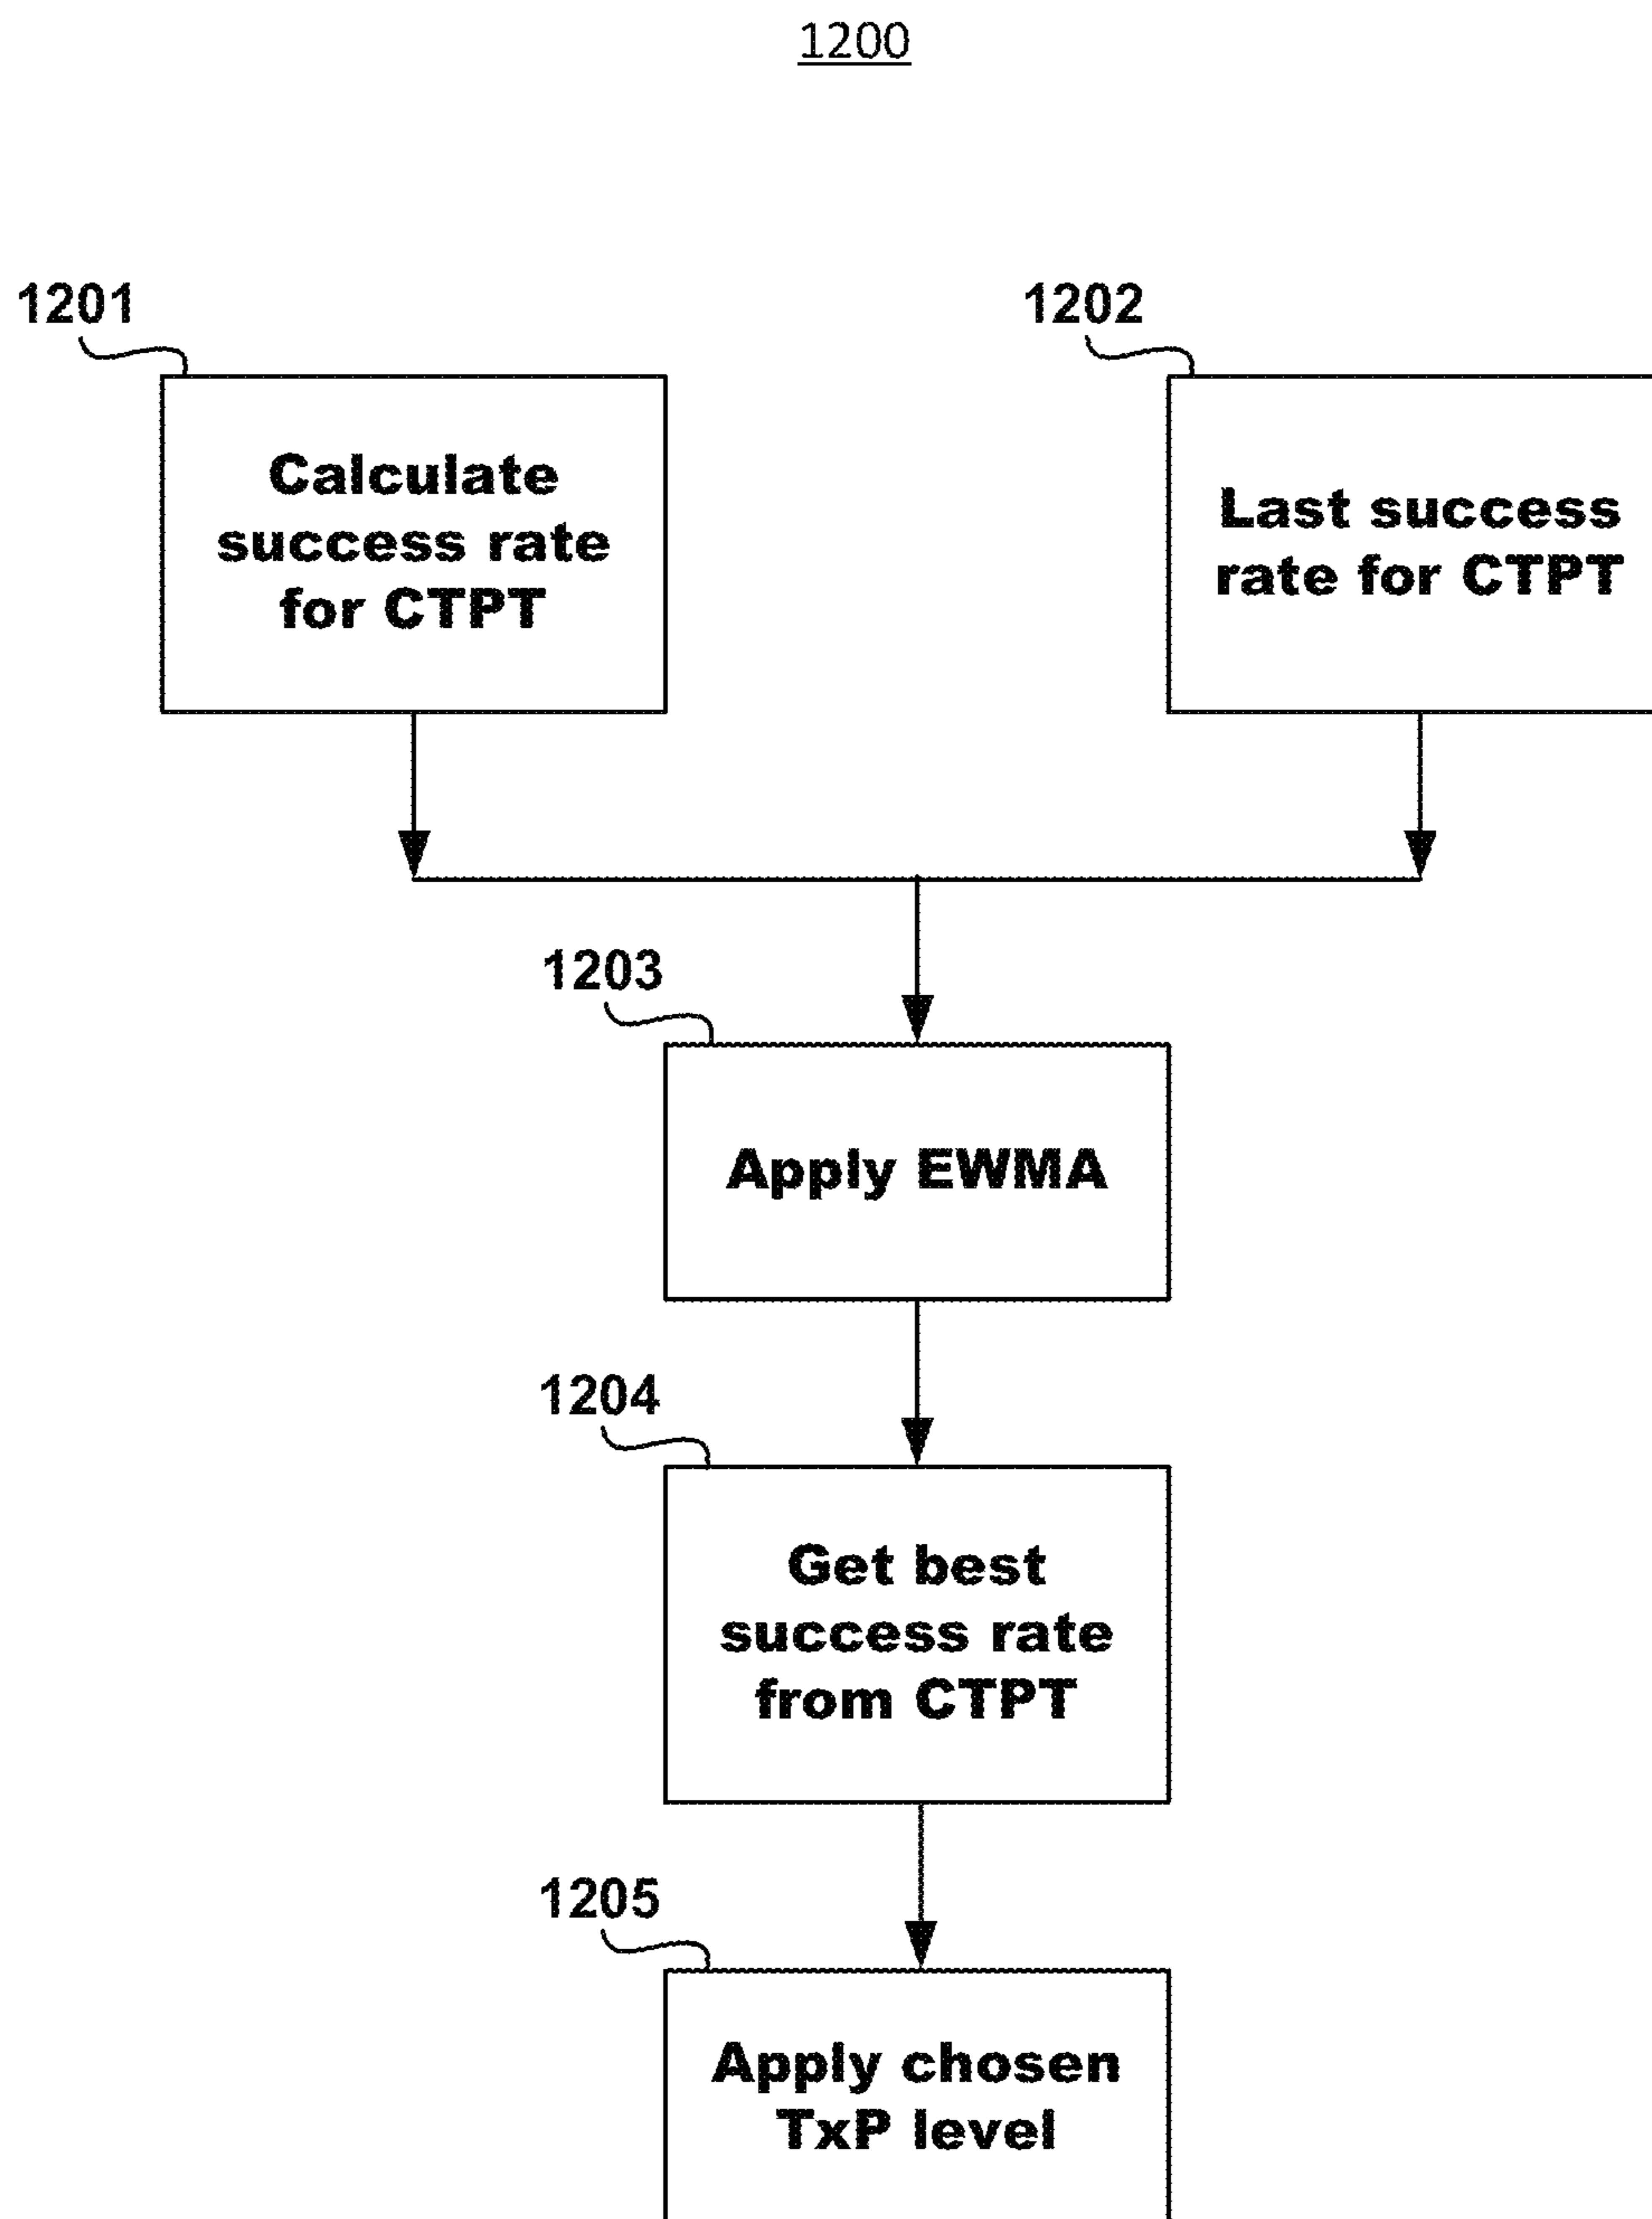 1200
1201
Calculate
success rate
for CTPT
1202
Last success
rate for CTPT
1203
Apply EWMA
1204
Get best
success rate
from CTPT
1205
Apply chosen
TxP level